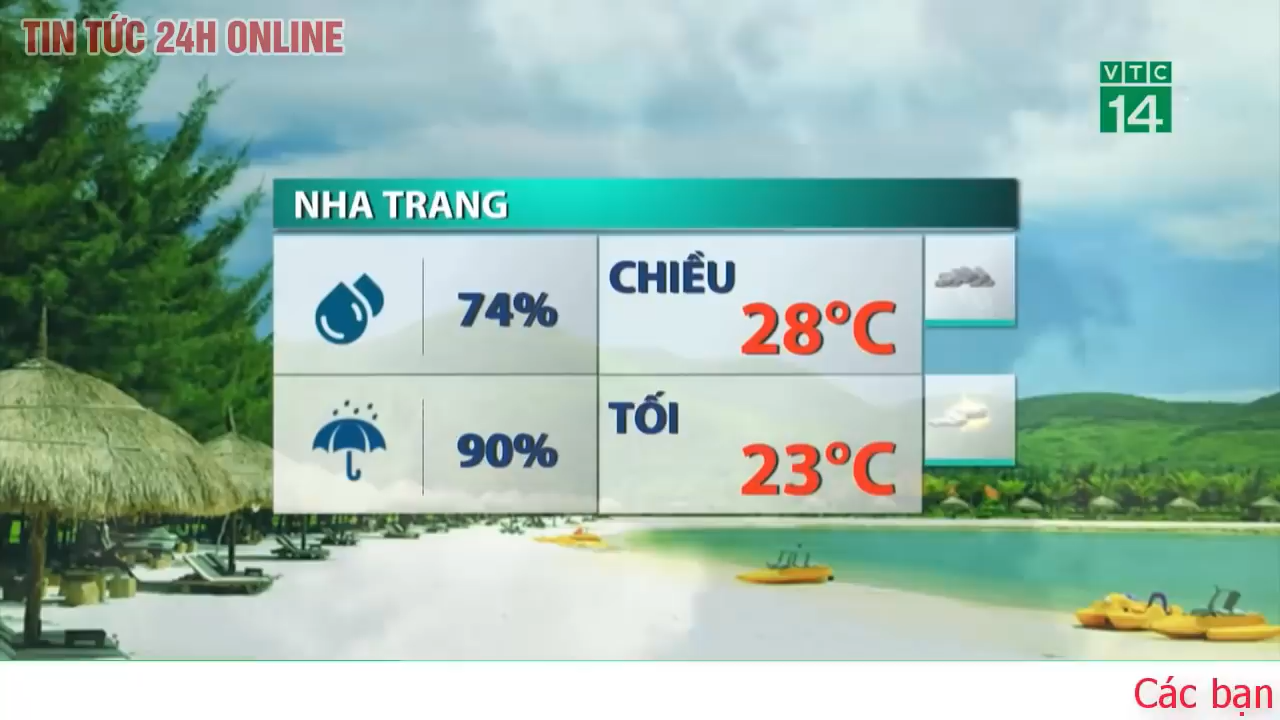 TIN TỨC 24H ONLINE
VTC
14
NHA TRANG
74%
CHIỀU
28°C
90%
TỐI
23°C
Các bạn